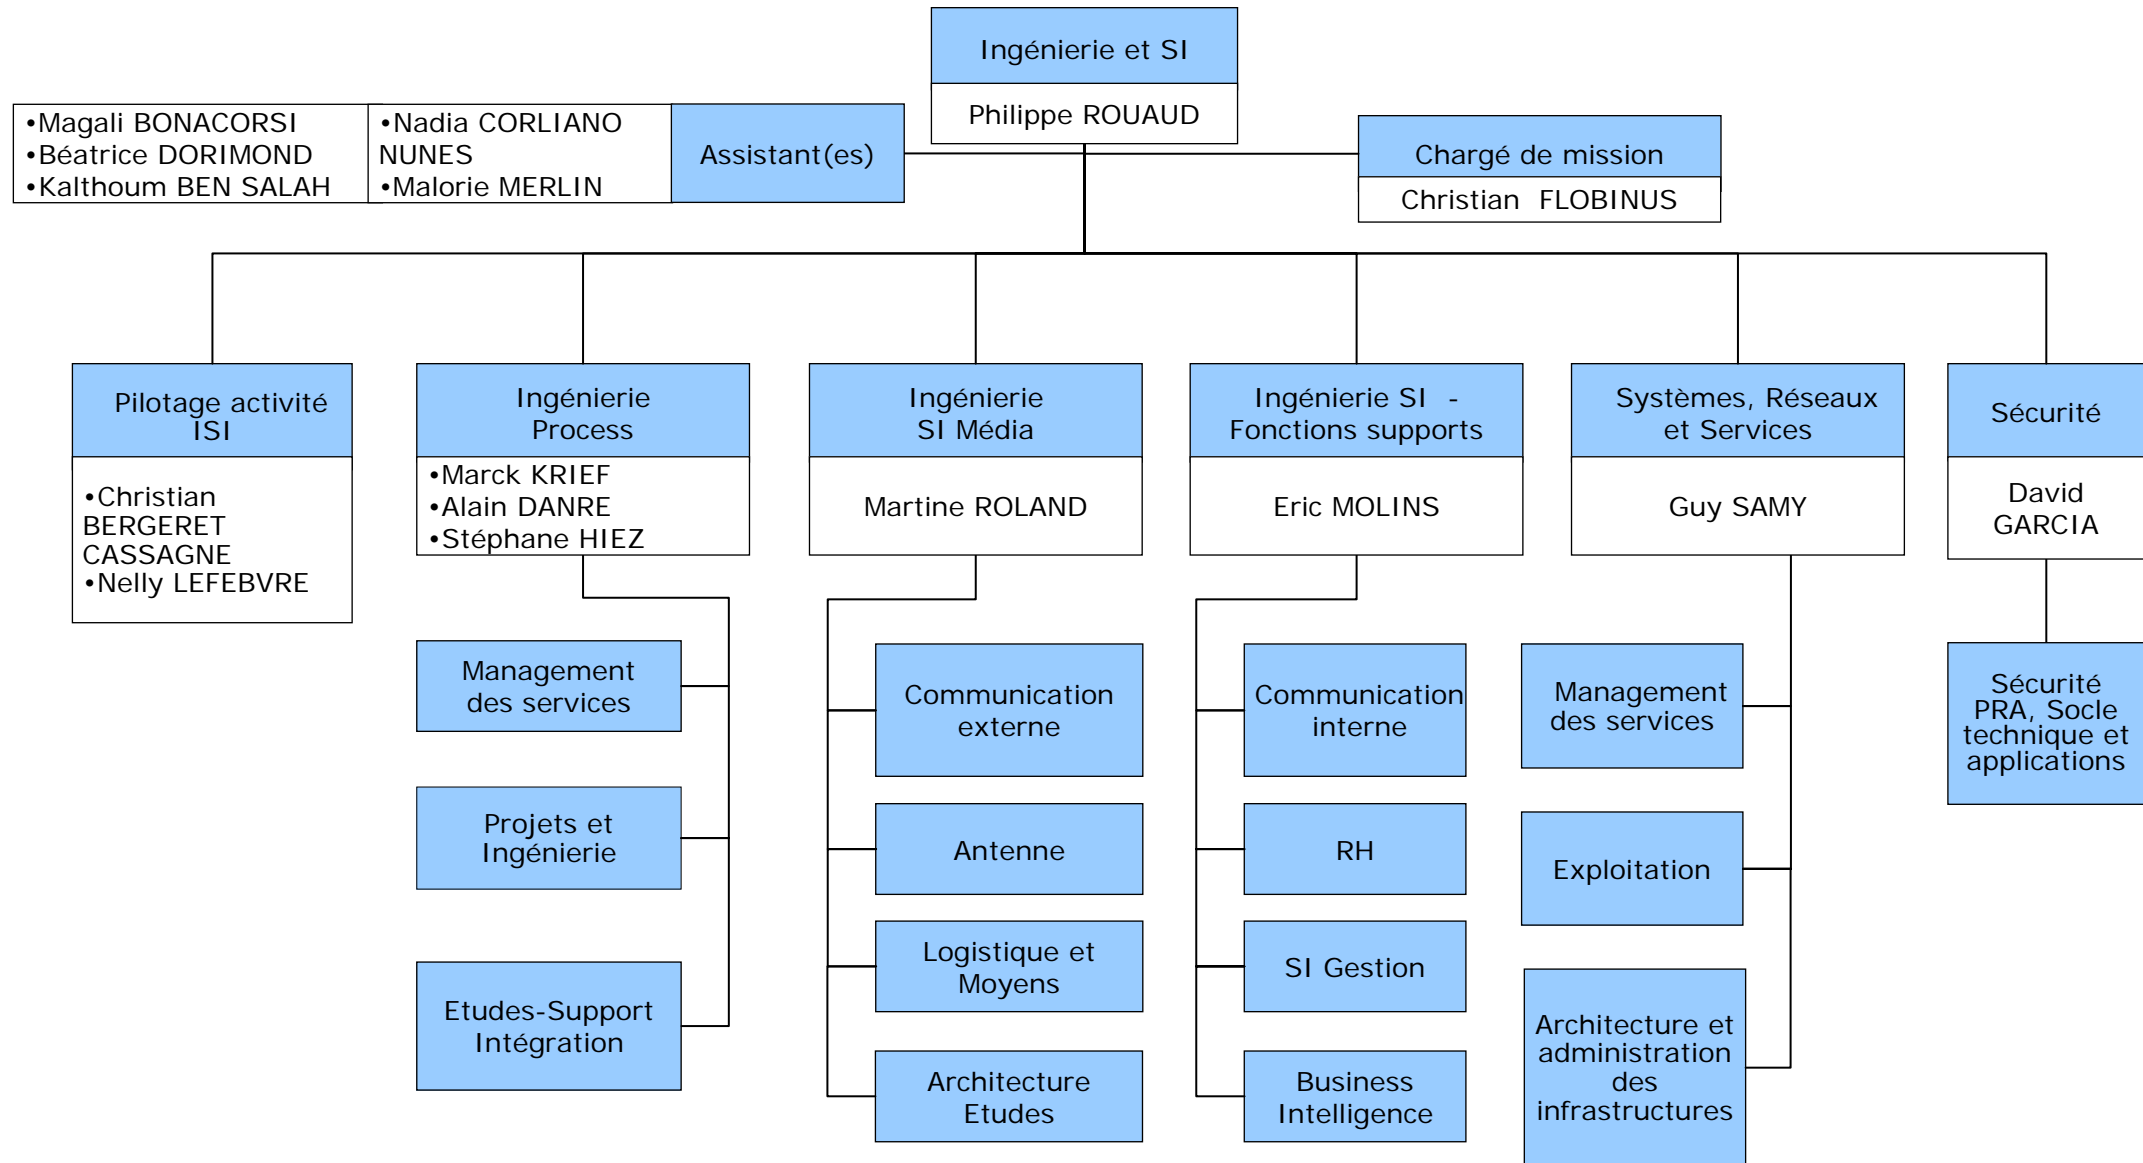 Ingénierie et SI
Philippe ROUAUD
•Magali BONACORSI
•Béatrice DORIMOND
•Kalthoum BEN SALAH
•Nadia CORLIANO
NUNES
•Malorie MERLIN
Assistant(es)
Chargé de mission
Christian FLOBINUS
Pilotage activité
ISI
•Christian
BERGERET
CASSAGNE
•Nelly LEFEBVRE
Ingénierie
Process
•Marck KRIEF
•Alain DANRE
•Stéphane HIEZ
Ingénierie
SI Média
Martine ROLAND
Ingénierie SI -
Fonctions supports
Eric MOLINS
Systèmes, Réseaux
et Services
Guy SAMY
Sécurité
David
GARCIA
Management
des services
Projets et
Ingénierie
Etudes-Support
Intégration
Communication
externe
Antenne
Logistique et
Moyens
Architecture
Etudes
Communication
interne
RH
SI Gestion
Business
Intelligence
Management
des services
Exploitation
Architecture et
administration
des
infrastructures
Sécurité
PRA, Socle
technique et
applications